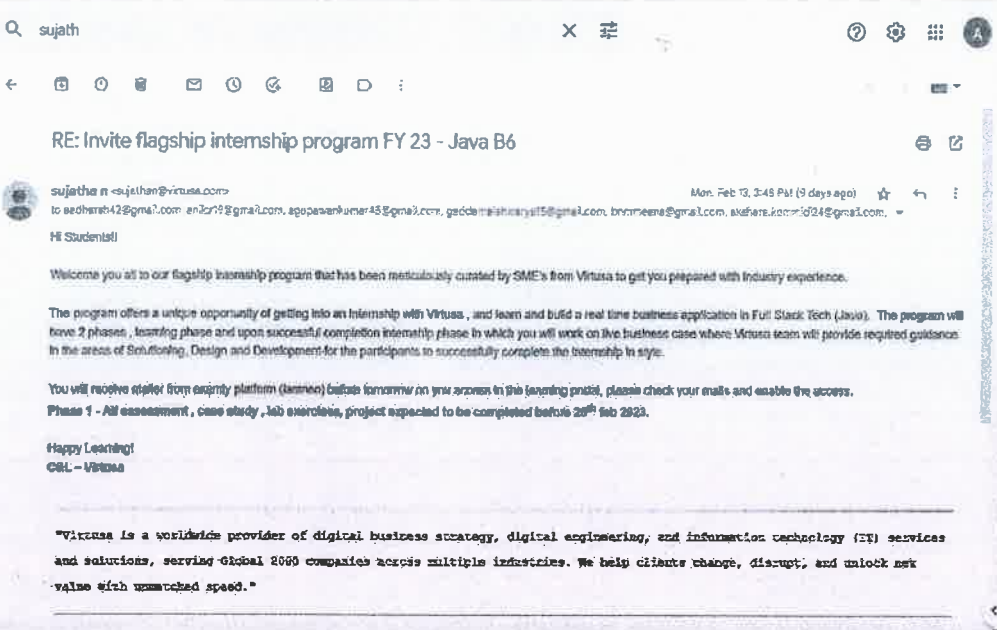 sujath
A
RE: Invite flagship internship program FY 23 - Java B6
sujatha n <sujathan@virtusa.com>
Mon, Feb 13, 3:48 PM (9 days ago)
to
Hi Students!!
Welcome you all to our flagship internship program that has been meticulously curated by SME's from Virtusa to get you prepared with industry experience.
The program offers a unique opportunity of getting into an Internship with Virtusa , and learn and build a real time business application in Full Stack Tech (Java). The program will
have 2 phases , learning phase and upon successful completion internship phase in which you will work on live business case where Virtusa team will provide required guidance
in the areas of Solutioning, Design and Development for the participants to successfully complete the Internship in style.
You will receive from platform before tomorrow on your access to the learning portal, please check your mails and enable the access.
Phase 1 - All assessment , case study , lab exercises, project expected to be completed before feb 2023.
Happy Learning!
– Virtusa
"Virtusa is a worldwide provider of digital business strategy, digital engineering, and information technology (IT) services
and solutions, serving Global 2000 companies across multiple industries. We help clients change, disrupt, and unlock new
value with unmatched speed."